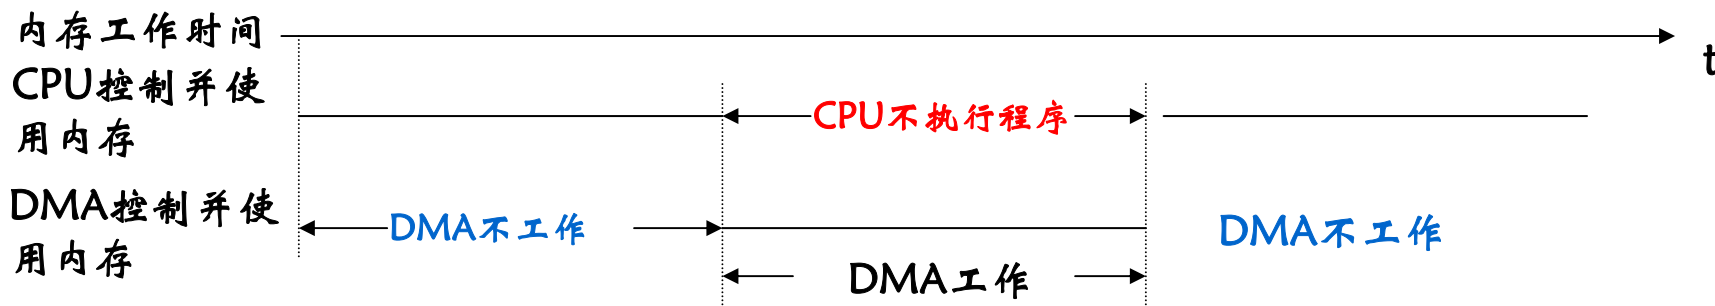 内存工作时间
t
CPU控制并使
用内存
CPU不执行程序
DMA控制并使
用内存
DMA不工作
DMA不工作
DMA工作